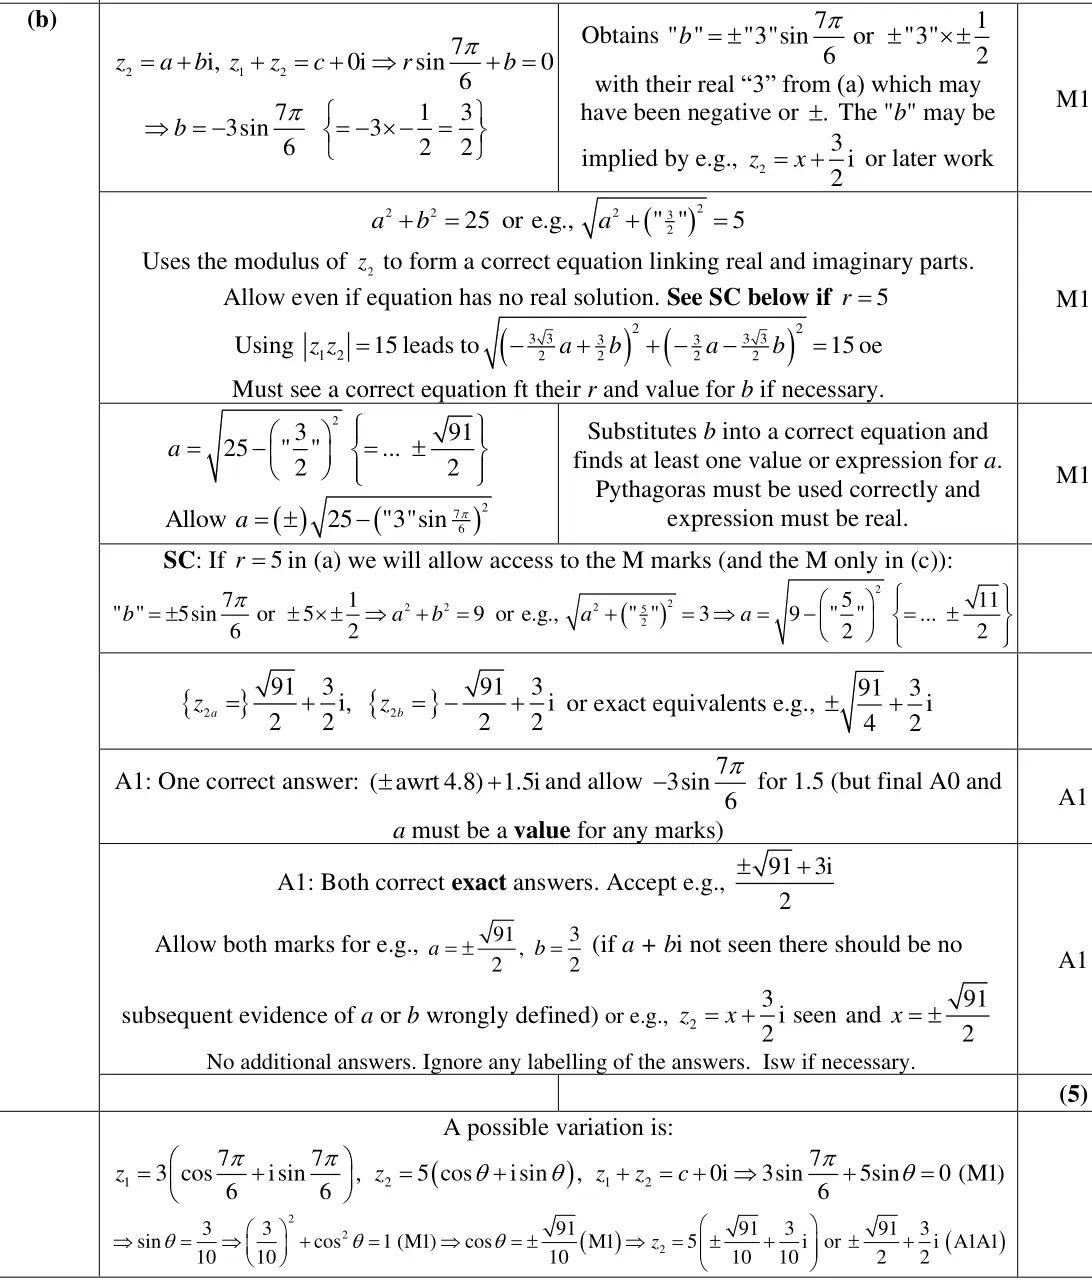 (b)
z₂ = a + bi, z₁ + z₂ = c + 0i ⇒ r sin 7π/6 + b = 0
⇒ b = −3sin 7π/6 {= −3 × −1/2 = 3/2}
Obtains "b" = ±"3"sin 7π/6 or ±"3"×±1/2
with their real “3” from (a) which may
have been negative or ±. The "b" may be
implied by e.g., z₂ = x + 3/2 i or later work
M1
a² + b² = 25 or e.g., √(a² + ("3/2")²) = 5
Uses the modulus of z₂ to form a correct equation linking real and imaginary parts.
Allow even if equation has no real solution. See SC below if r = 5
Using |z₁z₂| = 15 leads to √((−3√3/2 a + 3/2 b)² + (−3/2 a − 3√3/2 b)²) = 15 oe
Must see a correct equation ft their r and value for b if necessary.
M1
a = √(25 − ("3/2")²) {= ... ± √91/2}
Allow a = (±)√(25 − ("3"sin 7π/6)²)
Substitutes b into a correct equation and
finds at least one value or expression for a.
Pythagoras must be used correctly and
expression must be real.
M1
SC: If r = 5 in (a) we will allow access to the M marks (and the M only in (c)):
"b" = ±5sin 7π/6 or ±5×±1/2 ⇒ a² + b² = 9 or e.g., √(a² + ("5/2")²) = 3 ⇒ a = √(9 − ("5/2")²) {= ... ± √11/2}
{z₂ₐ =} √91/2 + 3/2 i, {z₂b =} − √91/2 + 3/2 i or exact equivalents e.g., ±√(91/4) + 3/2 i
A1: One correct answer: (±awrt 4.8) + 1.5i and allow −3sin 7π/6 for 1.5 (but final A0 and
a must be a value for any marks)
A1
A1: Both correct exact answers. Accept e.g., (±√91 + 3i)/2
Allow both marks for e.g., a = ± √91/2, b = 3/2 (if a + bi not seen there should be no
subsequent evidence of a or b wrongly defined) or e.g., z₂ = x + 3/2 i seen and x = ± √91/2
No additional answers. Ignore any labelling of the answers. Isw if necessary.
A1
(5)
A possible variation is:
z₁ = 3(cos 7π/6 + i sin 7π/6), z₂ = 5(cos θ + i sin θ), z₁ + z₂ = c + 0i ⇒ 3sin 7π/6 + 5sin θ = 0 (M1)
⇒ sin θ = 3/10 ⇒ (3/10)² + cos² θ = 1 (M1) ⇒ cos θ = ± √91/10 (M1) ⇒ z₂ = 5(± √91/10 + 3/10 i) or ± √91/2 + 3/2 i (A1A1)